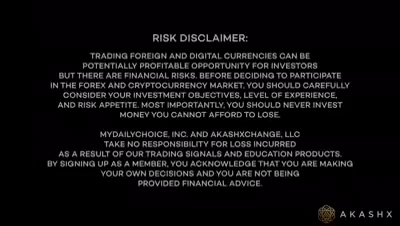 RISK DISCLAIMER:
TRADING FOREIGN AND DIGITAL CURRENCIES CAN BE
POTENTIALLY PROFITABLE OPPORTUNITY FOR INVESTORS
BUT THERE ARE FINANCIAL RISKS. BEFORE DECIDING TO PARTICIPATE
IN THE FOREX AND CRYPTOCURRENCY MARKET, YOU SHOULD CAREFULLY
CONSIDER YOUR INVESTMENT OBJECTIVES, LEVEL OF EXPERIENCE,
AND RISK APPETITE. MOST IMPORTANTLY, YOU SHOULD NEVER INVEST
MONEY YOU CANNOT AFFORD TO LOSE.
MYDAILYCHOICE, INC. AND AKASHXCHANGE, LLC
TAKE NO RESPONSIBILITY FOR LOSS INCURRED
AS A RESULT OF OUR TRADING SIGNALS AND EDUCATION PRODUCTS.
BY SIGNING UP AS A MEMBER, YOU ACKNOWLEDGE THAT YOU ARE MAKING
YOUR OWN DECISIONS AND YOU ARE NOT BEING
PROVIDED FINANCIAL ADVICE.
AKASHX